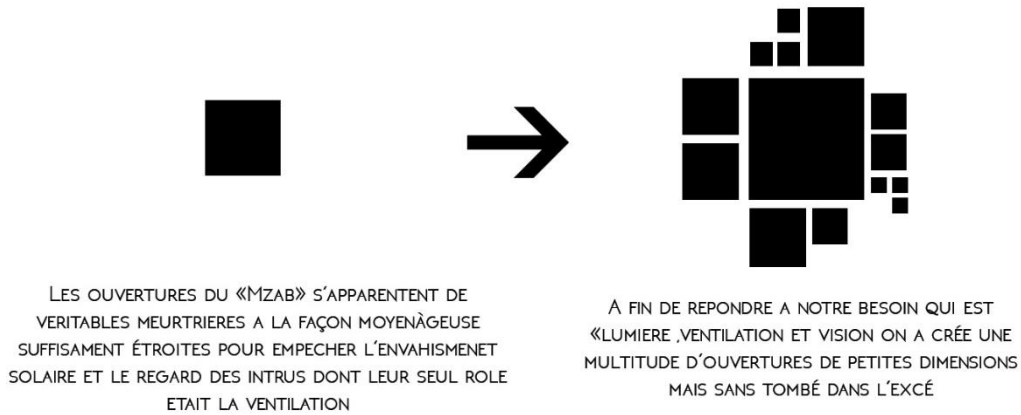 LES OUVERTURES DU «MZAB» S'APPARENTENT DE
VERITABLES MEURTRIERES A LA FAÇON MOYENÀGEUSE
SUFFISAMENT ÉTROITES POUR EMPECHER L'ENVAHISMENET
SOLAIRE ET LE REGARD DES INTRUS DONT LEUR SEUL ROLE
ETAIT LA VENTILATION
A FIN DE REPONDRE A NOTRE BESOIN QUI EST
«LUMIERE ,VENTILATION ET VISION ON A CRÉE UNE
MULTITUDE D'OUVERTURES DE PETITES DIMENSIONS
MAIS SANS TOMBÉ DANS L'EXCÉ